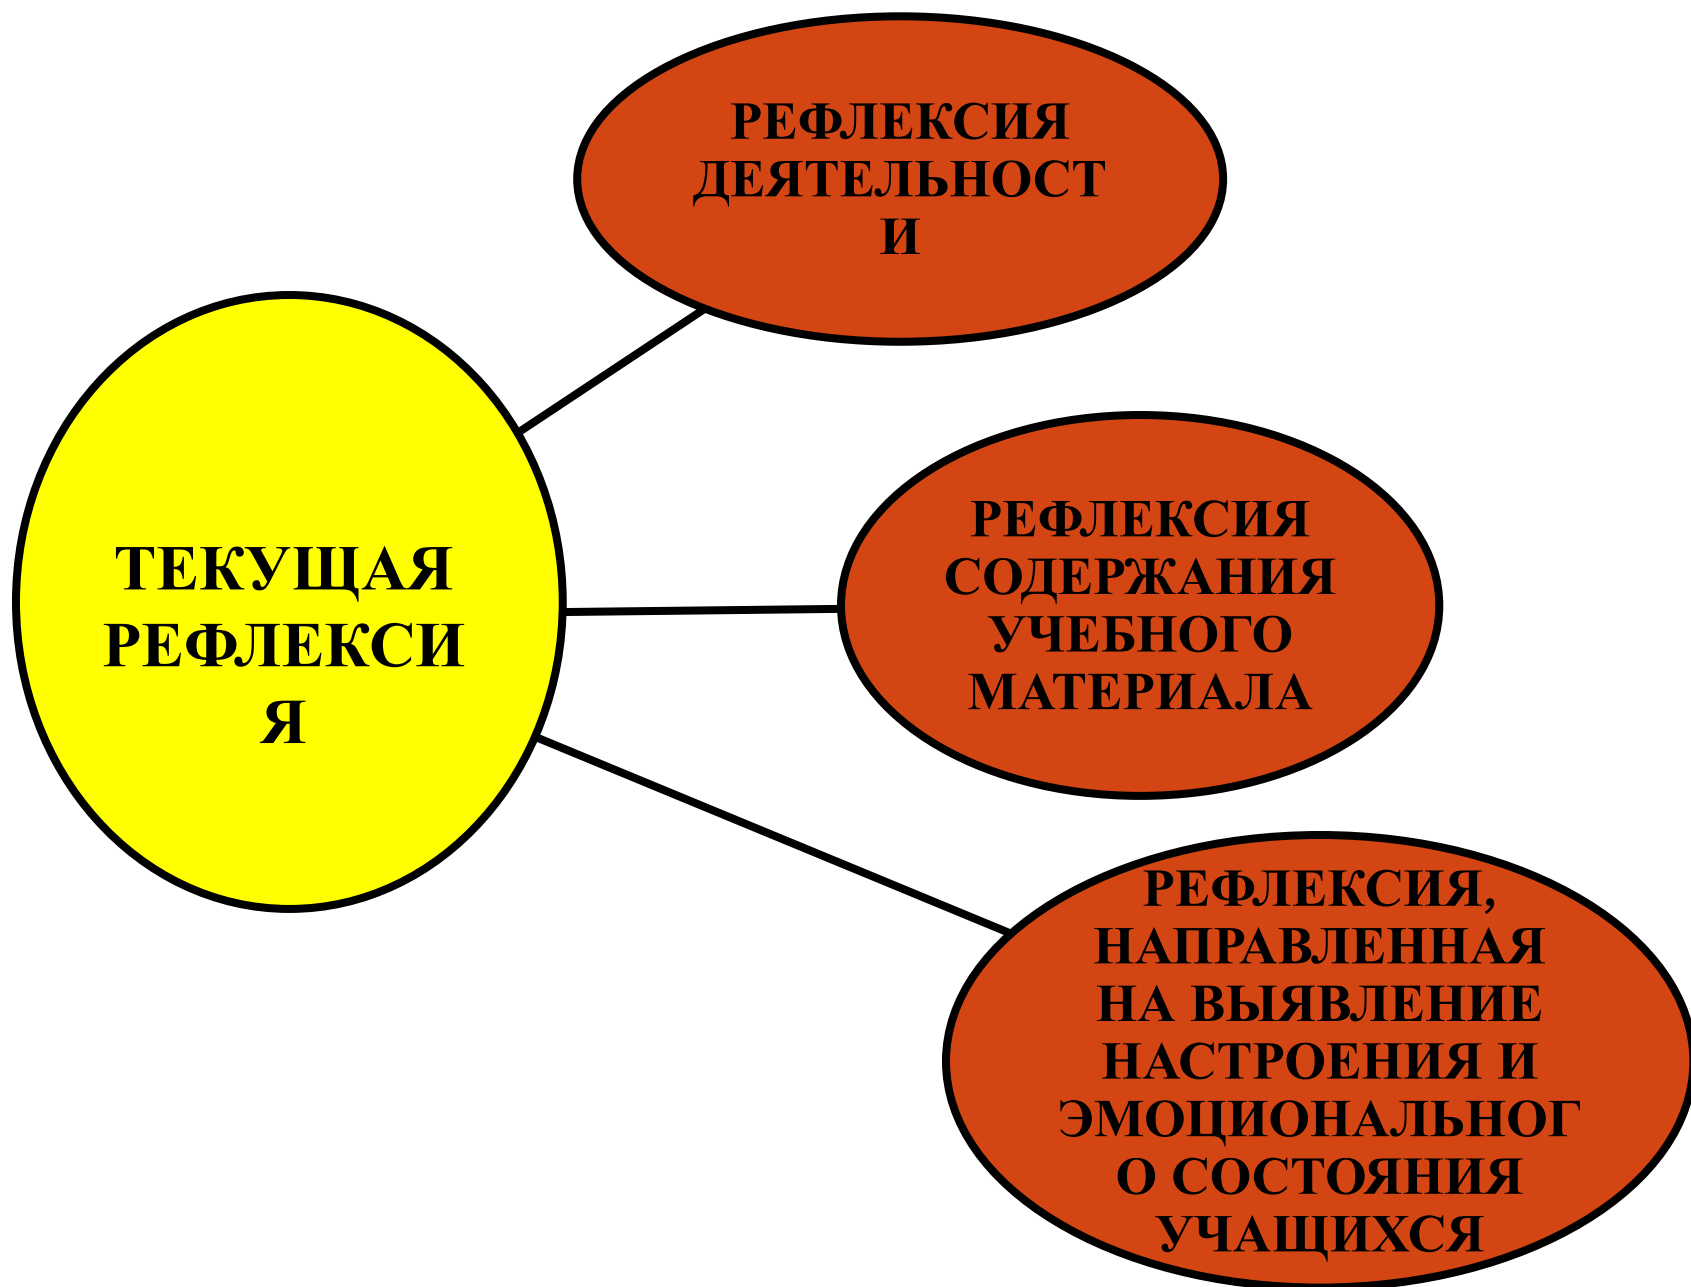 РЕФЛЕКСИЯ
ДЕЯТЕЛЬНОСТ
И
ТЕКУЩАЯ
РЕФЛЕКСИ
Я
РЕФЛЕКСИЯ
СОДЕРЖАНИЯ
УЧЕБНОГО
МАТЕРИАЛА
РЕФЛЕКСИЯ,
НАПРАВЛЕННАЯ
НА ВЫЯВЛЕНИЕ
НАСТРОЕНИЯ И
ЭМОЦИОНАЛЬНОГ
О СОСТОЯНИЯ
УЧАЩИХСЯ